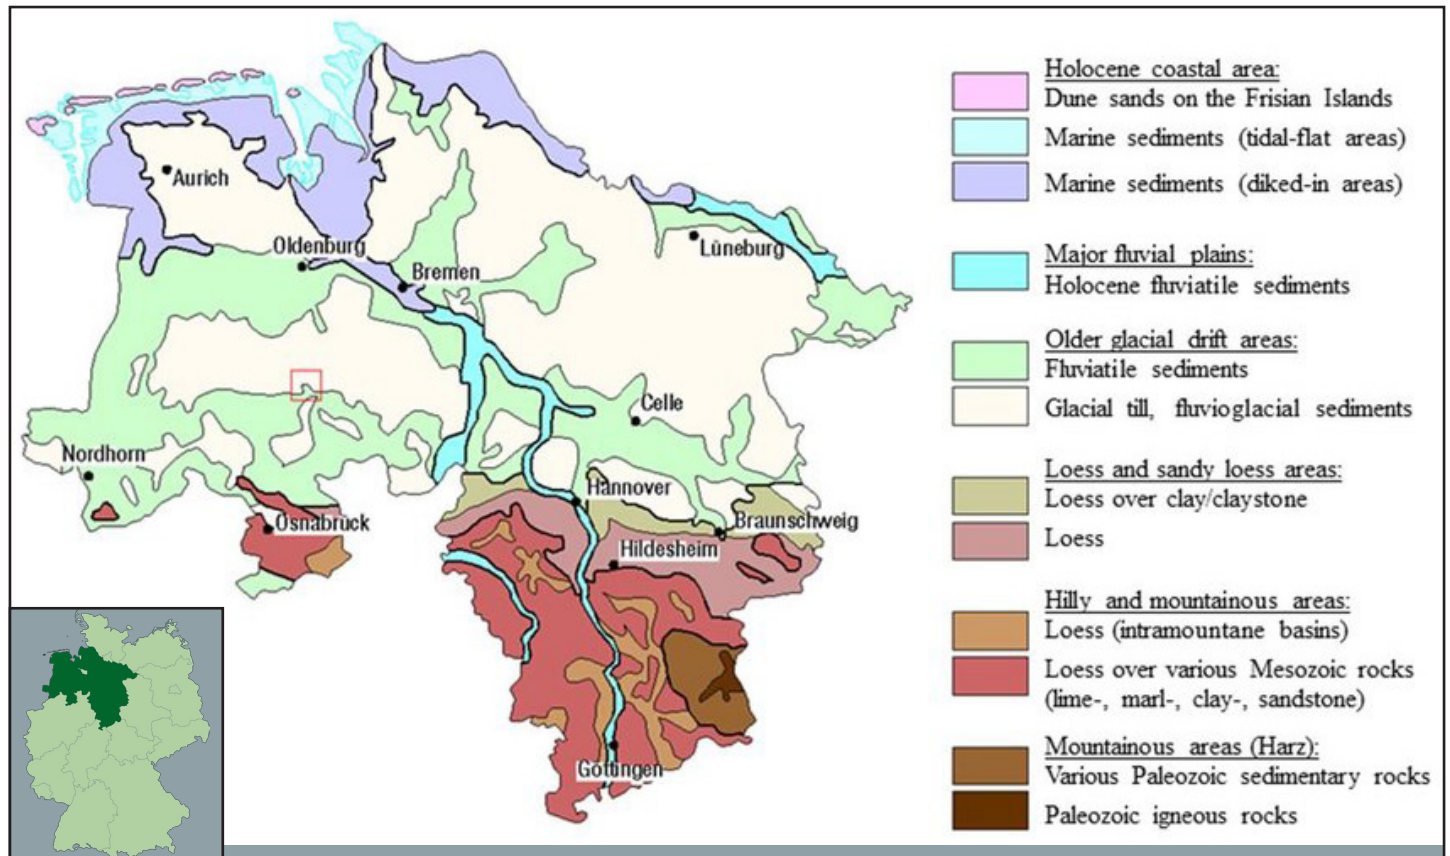 Aurich
Oldenburg
Bremen
Lüneburg
Celle
Nordhorn
Hannover
Osnabrück
Braunschweig
Hildesheim
Göttingen
Holocene coastal area:
Dune sands on the Frisian Islands
Marine sediments (tidal-flat areas)
Marine sediments (diked-in areas)
Major fluvial plains:
Holocene fluviatile sediments
Older glacial drift areas:
Fluviatile sediments
Glacial till, fluvioglacial sediments
Loess and sandy loess areas:
Loess over clay/claystone
Loess
Hilly and mountainous areas:
Loess (intramountane basins)
Loess over various Mesozoic rocks
(lime-, marl-, clay-, sandstone)
Mountainous areas (Harz):
Various Paleozoic sedimentary rocks
Paleozoic igneous rocks